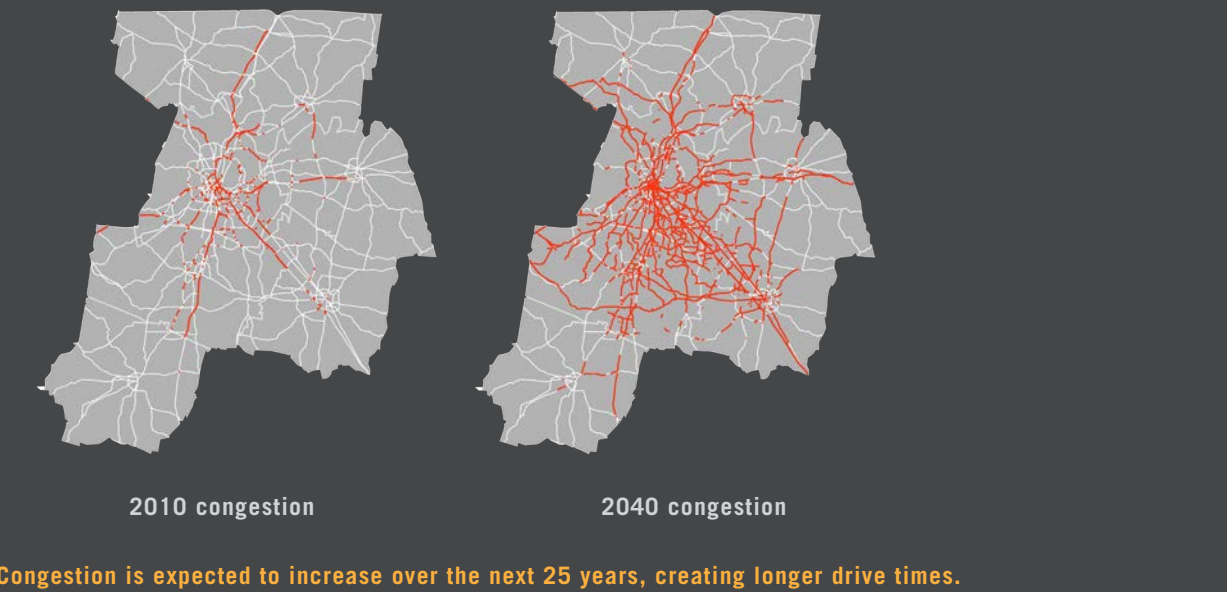 2010 congestion
2040 congestion
Congestion is expected to increase over the next 25 years, creating longer drive times.